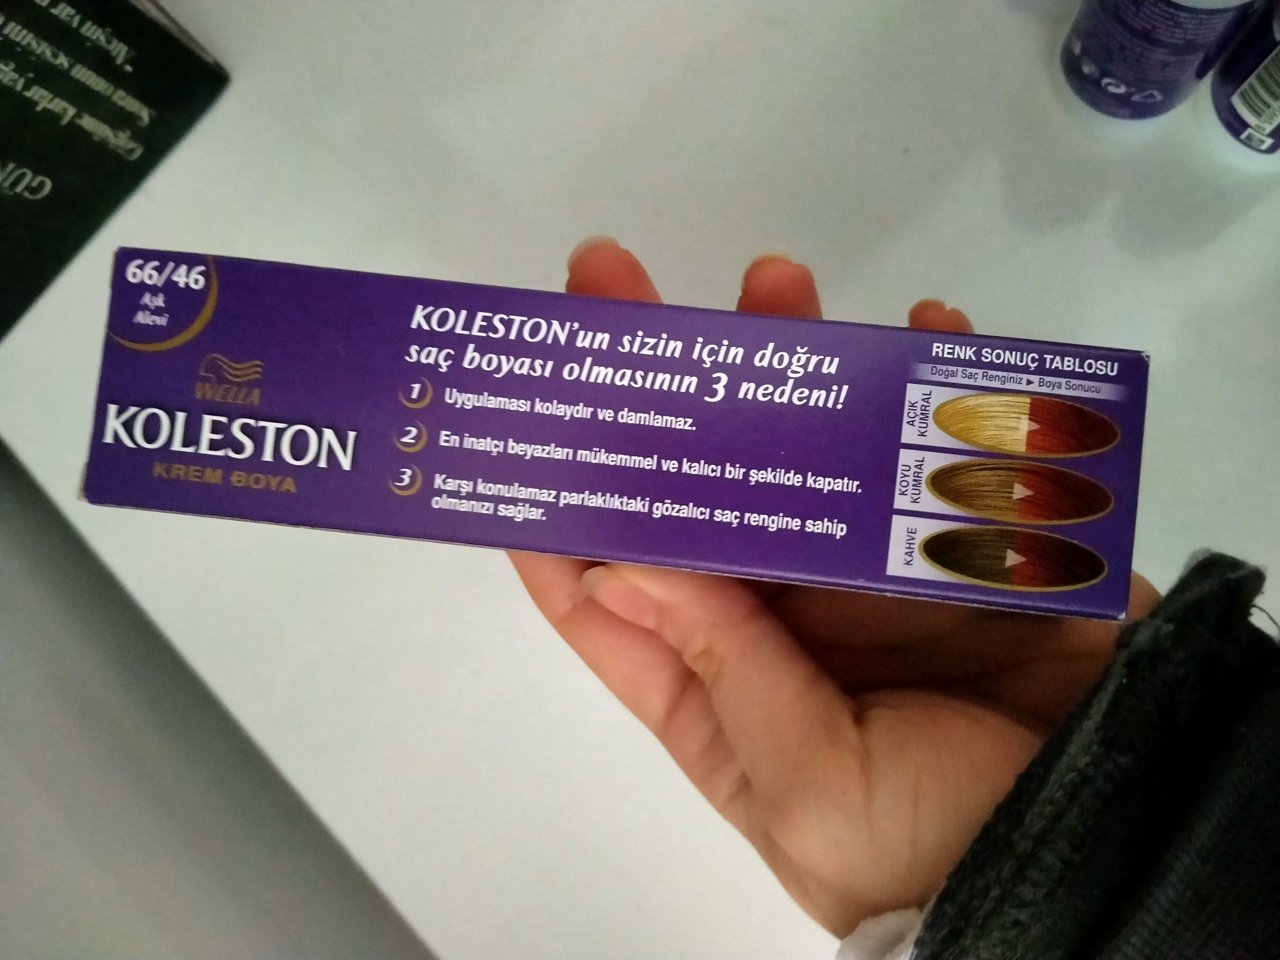 66/46
Aşk
Alevi
WELLA
KOLESTON
KREM BOYA
KOLESTON'un sizin için doğru
saç boyası olmasının 3 nedeni!
1 Uygulaması kolaydır ve damlamaz.
2 En inatçı beyazları mükemmel ve kalıcı bir şekilde kapatır.
3 Karşı konulamaz parlaklıktaki gözalıcı saç rengine sahip
olmanızı sağlar.
RENK SONUÇ TABLOSU
Doğal Saç Renginiz ▶ Boya Sonucu
AÇIK
KUMRAL
KOYU
KUMRAL
KAHVE
GÜN